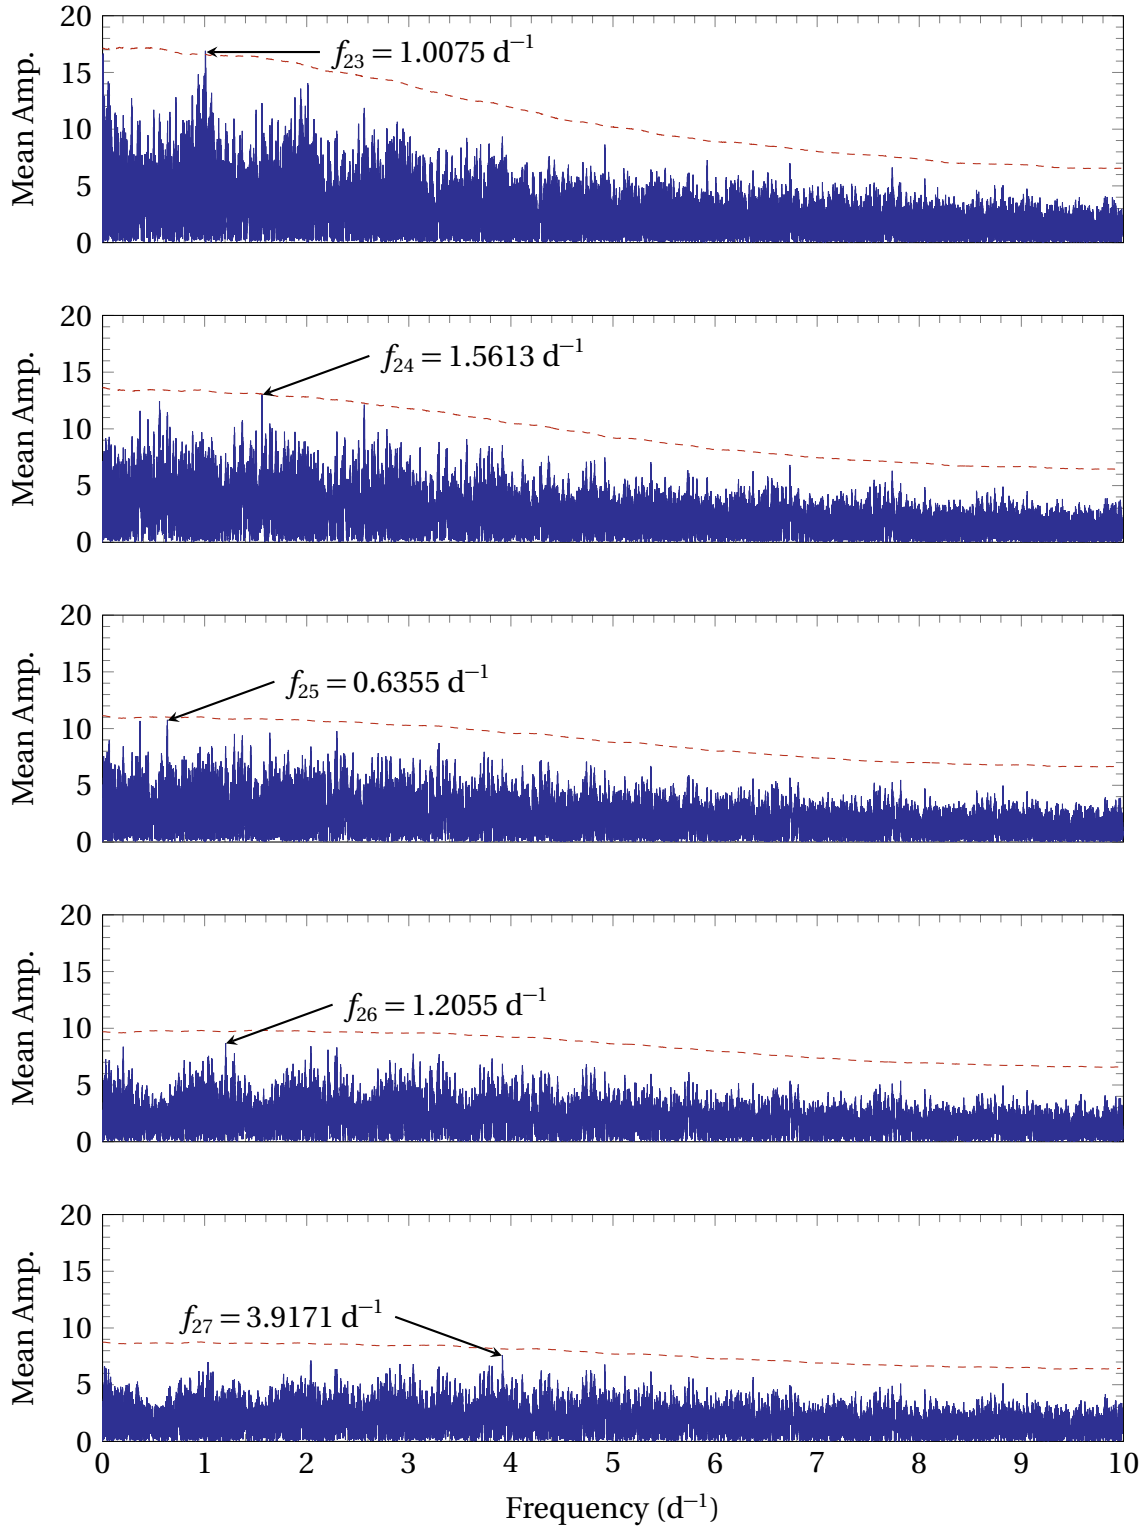 20
15
10
5
0
Mean Amp.
f₂₃ = 1.0075 d⁻¹
20
15
10
5
0
Mean Amp.
f₂₄ = 1.5613 d⁻¹
20
15
10
5
0
Mean Amp.
f₂₅ = 0.6355 d⁻¹
20
15
10
5
0
Mean Amp.
f₂₆ = 1.2055 d⁻¹
20
15
10
5
0
Mean Amp.
f₂₇ = 3.9171 d⁻¹
0 1 2 3 4 5 6 7 8 9 10
Frequency (d⁻¹)